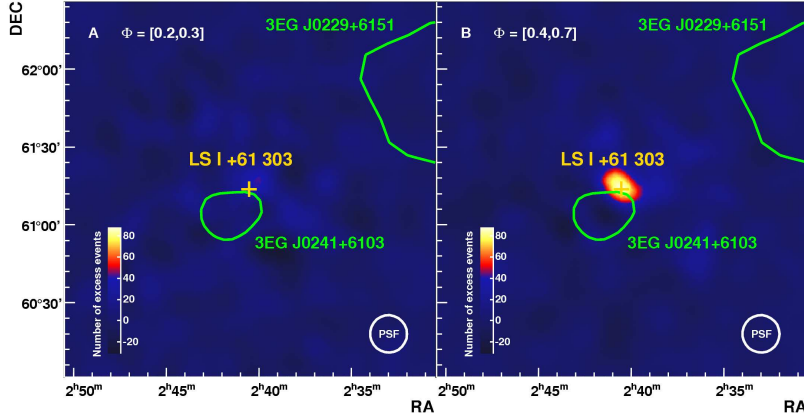 DEC
A Φ = [0.2,0.3]
3EG J0229+6151
62°00'
61°30'
61°00'
60°30'
LS I +61 303
3EG J0241+6103
Number of excess events
80
60
40
20
0
-20
PSF
2h50m
2h45m
2h40m
2h35m
RA
B Φ = [0.4,0.7]
3EG J0229+6151
LS I +61 303
3EG J0241+6103
Number of excess events
80
60
40
20
0
-20
PSF
2h50m
2h45m
2h40m
2h35m
RA